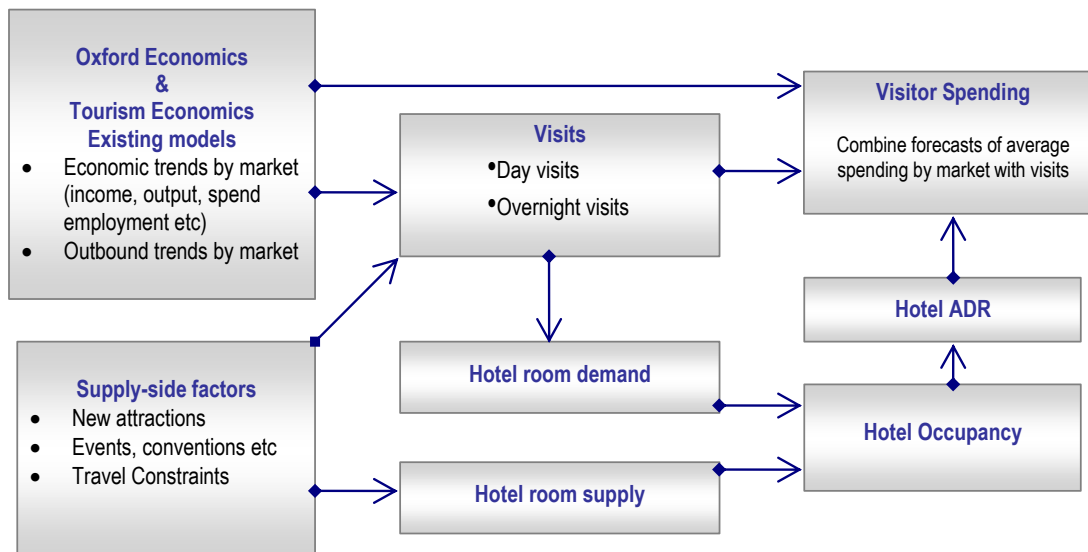 Oxford Economics
&
Tourism Economics
Existing models
• Economic trends by market
(income, output, spend
employment etc)
• Outbound trends by market
Visits
•Day visits
•Overnight visits
Visitor Spending
Combine forecasts of average
spending by market with visits
Hotel ADR
Supply-side factors
• New attractions
• Events, conventions etc
• Travel Constraints
Hotel room demand
Hotel Occupancy
Hotel room supply